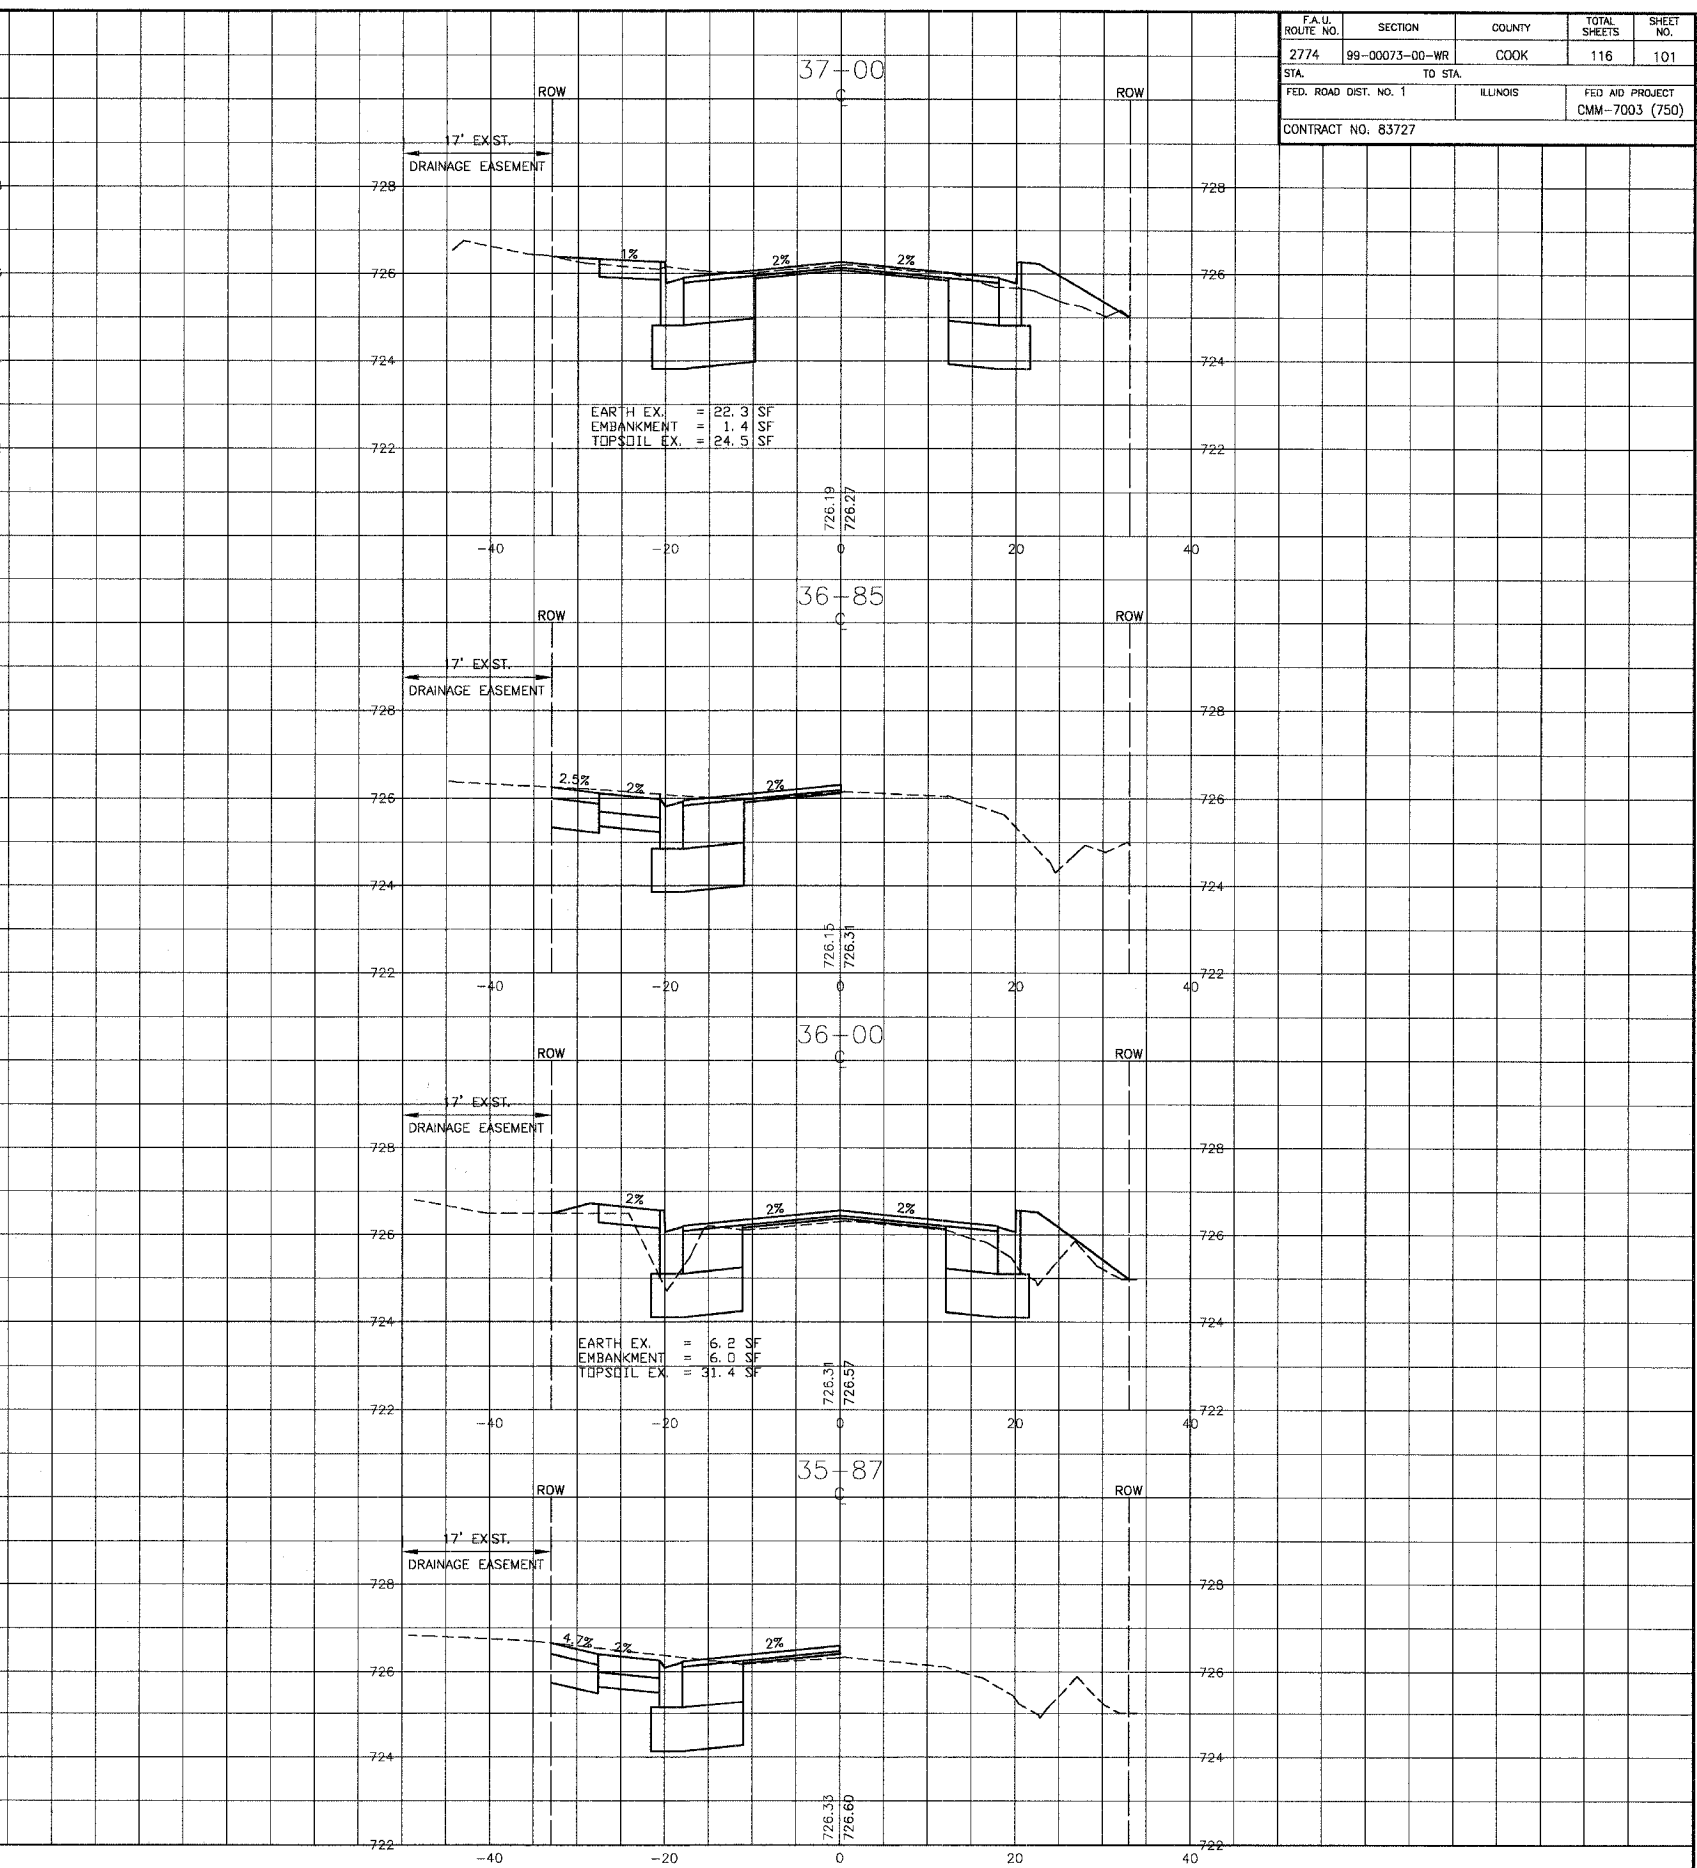 F.A.U. ROUTE NO. SECTION COUNTY TOTAL SHEETS SHEET NO.
2774 99-00073-00-WR COOK 116 101
STA. TO STA.
FED. ROAD DIST. NO. 1 ILLINOIS FED AID PROJECT
CMM-7003 (750)
CONTRACT NO. 83727
37+00
C
ROW ROW
17' EXIST.
DRAINAGE EASEMENT
728 728
1% 2% 2%
726 726
724 724
EARTH EX. = 22.3 SF
EMBANKMENT = 1.4 SF
TOPSOIL EX. = 24.5 SF
722 722
726.19 726.27
-40 -20 0 20 40
36+85
C
ROW ROW
17' EXIST.
DRAINAGE EASEMENT
728 728
2.5% 2% 2%
726 726
724 724
726.15 726.31
722 722
-40 -20 0 20 40
36+00
C
ROW ROW
17' EXIST.
DRAINAGE EASEMENT
728 728
2% 2% 2%
726 726
724 724
EARTH EX. = 6.2 SF
EMBANKMENT = 6.0 SF
TOPSOIL EX. = 31.4 SF
726.31 726.57
722 722
-40 -20 0 20 40
35+87
C
ROW ROW
17' EXIST.
DRAINAGE EASEMENT
728 728
4.7% 2% 2%
726 726
724 724
726.33 726.60
722 722
-40 -20 0 20 40